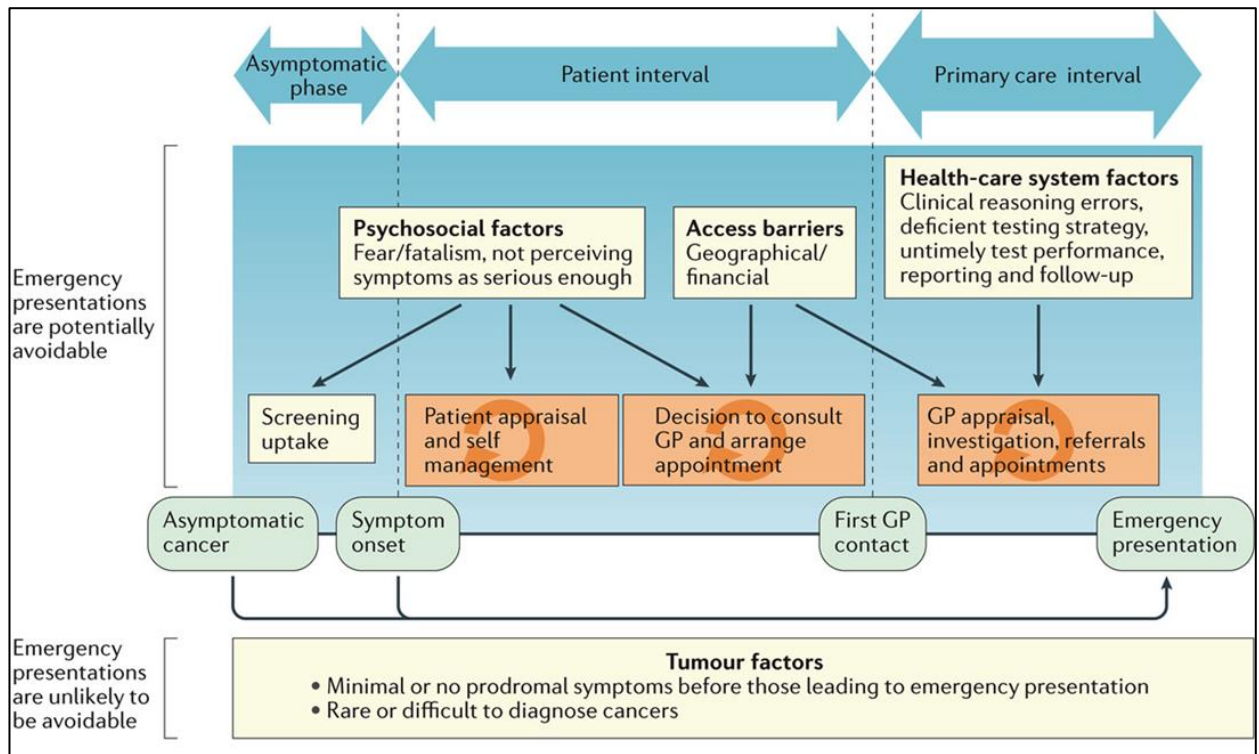 Asymptomatic
phase
Patient interval
Primary care interval
Emergency
presentations
are potentially
avoidable
Psychosocial factors
Fear/fatalism, not perceiving
symptoms as serious enough
Access barriers
Geographical/
financial
Health-care system factors
Clinical reasoning errors,
deficient testing strategy,
untimely test performance,
reporting and follow-up
Screening
uptake
Patient appraisal
and self
management
Decision to consult
GP and arrange
appointment
GP appraisal,
investigation, referrals
and appointments
Asymptomatic
cancer
Symptom
onset
First GP
contact
Emergency
presentation
Emergency
presentations
are unlikely to
be avoidable
Tumour factors
• Minimal or no prodromal symptoms before those leading to emergency presentation
• Rare or difficult to diagnose cancers